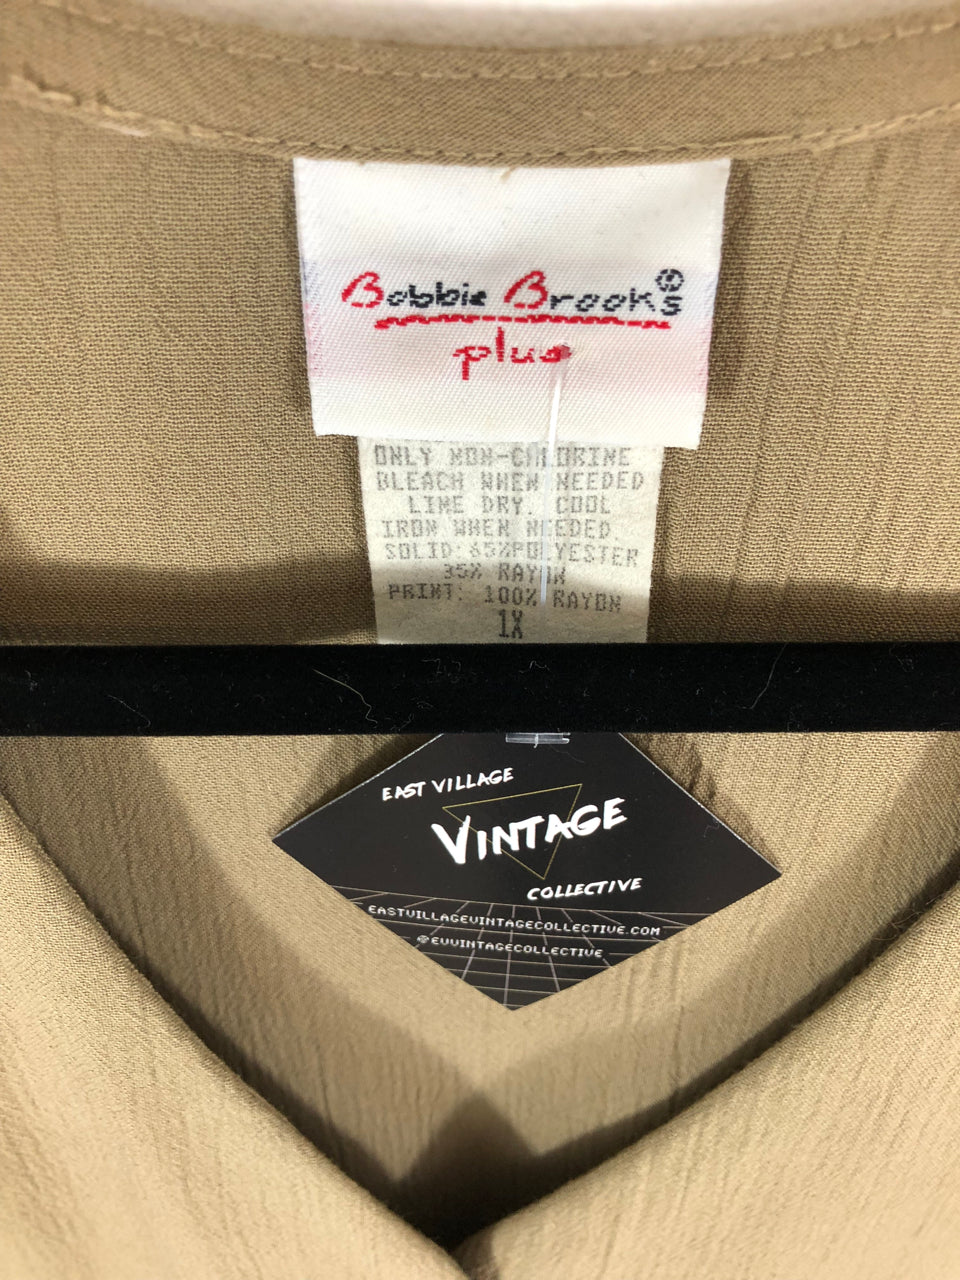 Bobbie Brooks®
plus
ONLY NON-CHLORINE
BLEACH WHEN NEEDED
LINE DRY. COOL
IRON WHEN NEEDED.
SOLID: 65%POLYESTER
35% RAYON
PRINT: 100% RAYON
1X
EAST VILLAGE
VINTAGE
COLLECTIVE
EASTVILLAGEVINTAGECOLLECTIVE.COM
@EVVINTAGECOLLECTIVE